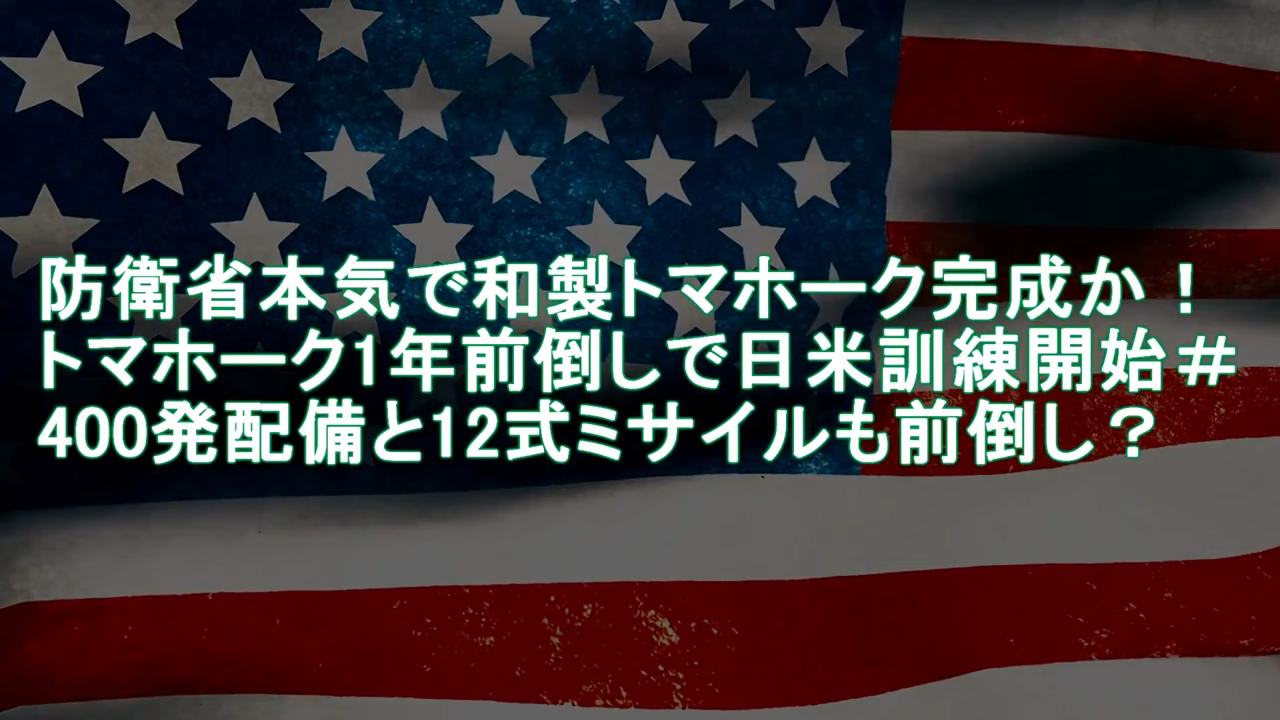 防衛省本気で和製トマホーク完成か！
トマホーク1年前倒しで日米訓練開始＃
400発配備と12式ミサイルも前倒し？